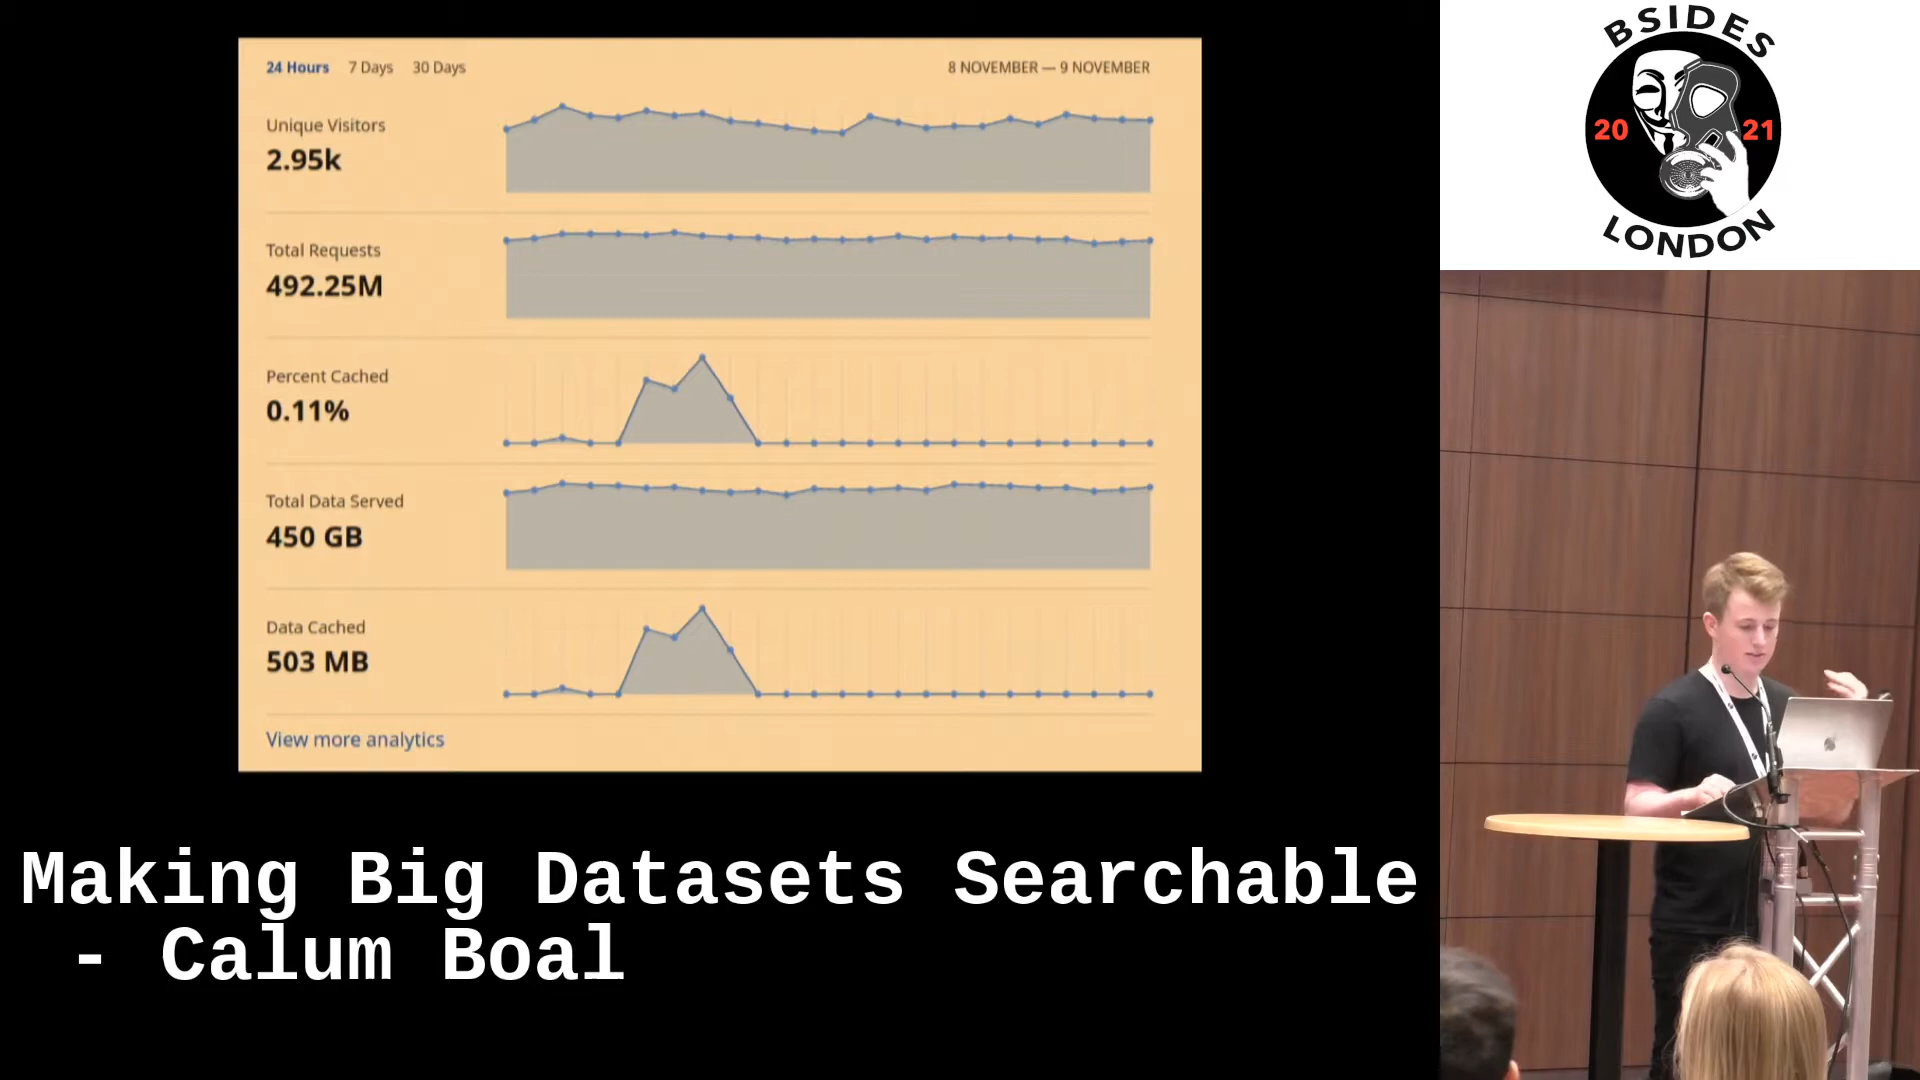 24 Hours 7 Days 30 Days 8 NOVEMBER — 9 NOVEMBER
Unique Visitors
2.95k
Total Requests
492.25M
Percent Cached
0.11%
Total Data Served
450 GB
Data Cached
503 MB
View more analytics
Making Big Datasets Searchable
- Calum Boal
BSIDES
20 21
LONDON